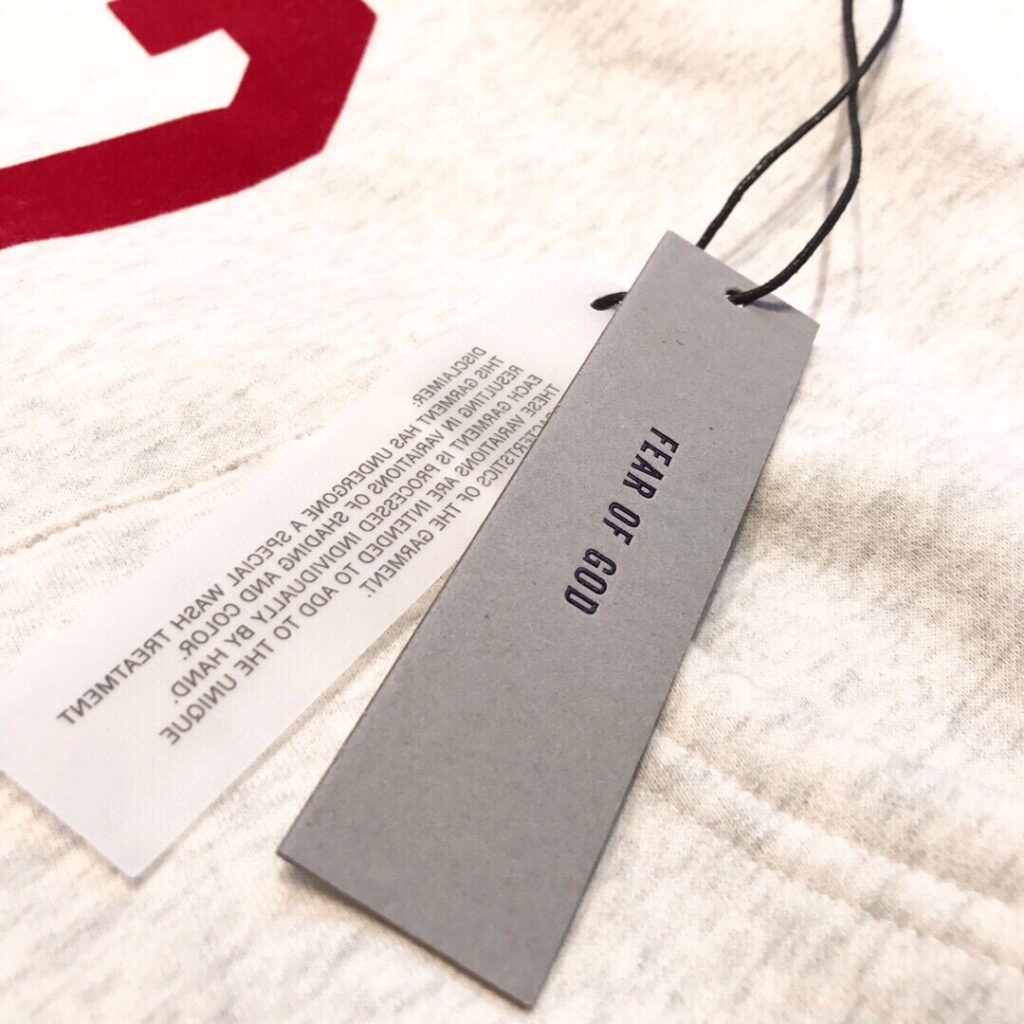 FEAR OF GOD
DISCLAIMER:
THIS GARMENT HAS UNDERGONE A SPECIAL WASH TREATMENT
RESULTING IN VARIATIONS OF SHADING AND COLOR.
EACH GARMENT IS PROCESSED INDIVIDUALLY BY HAND.
THESE VARIATIONS ARE INTENDED TO ADD TO THE UNIQUE
ACTERTSTICS OF THE GARMENT.